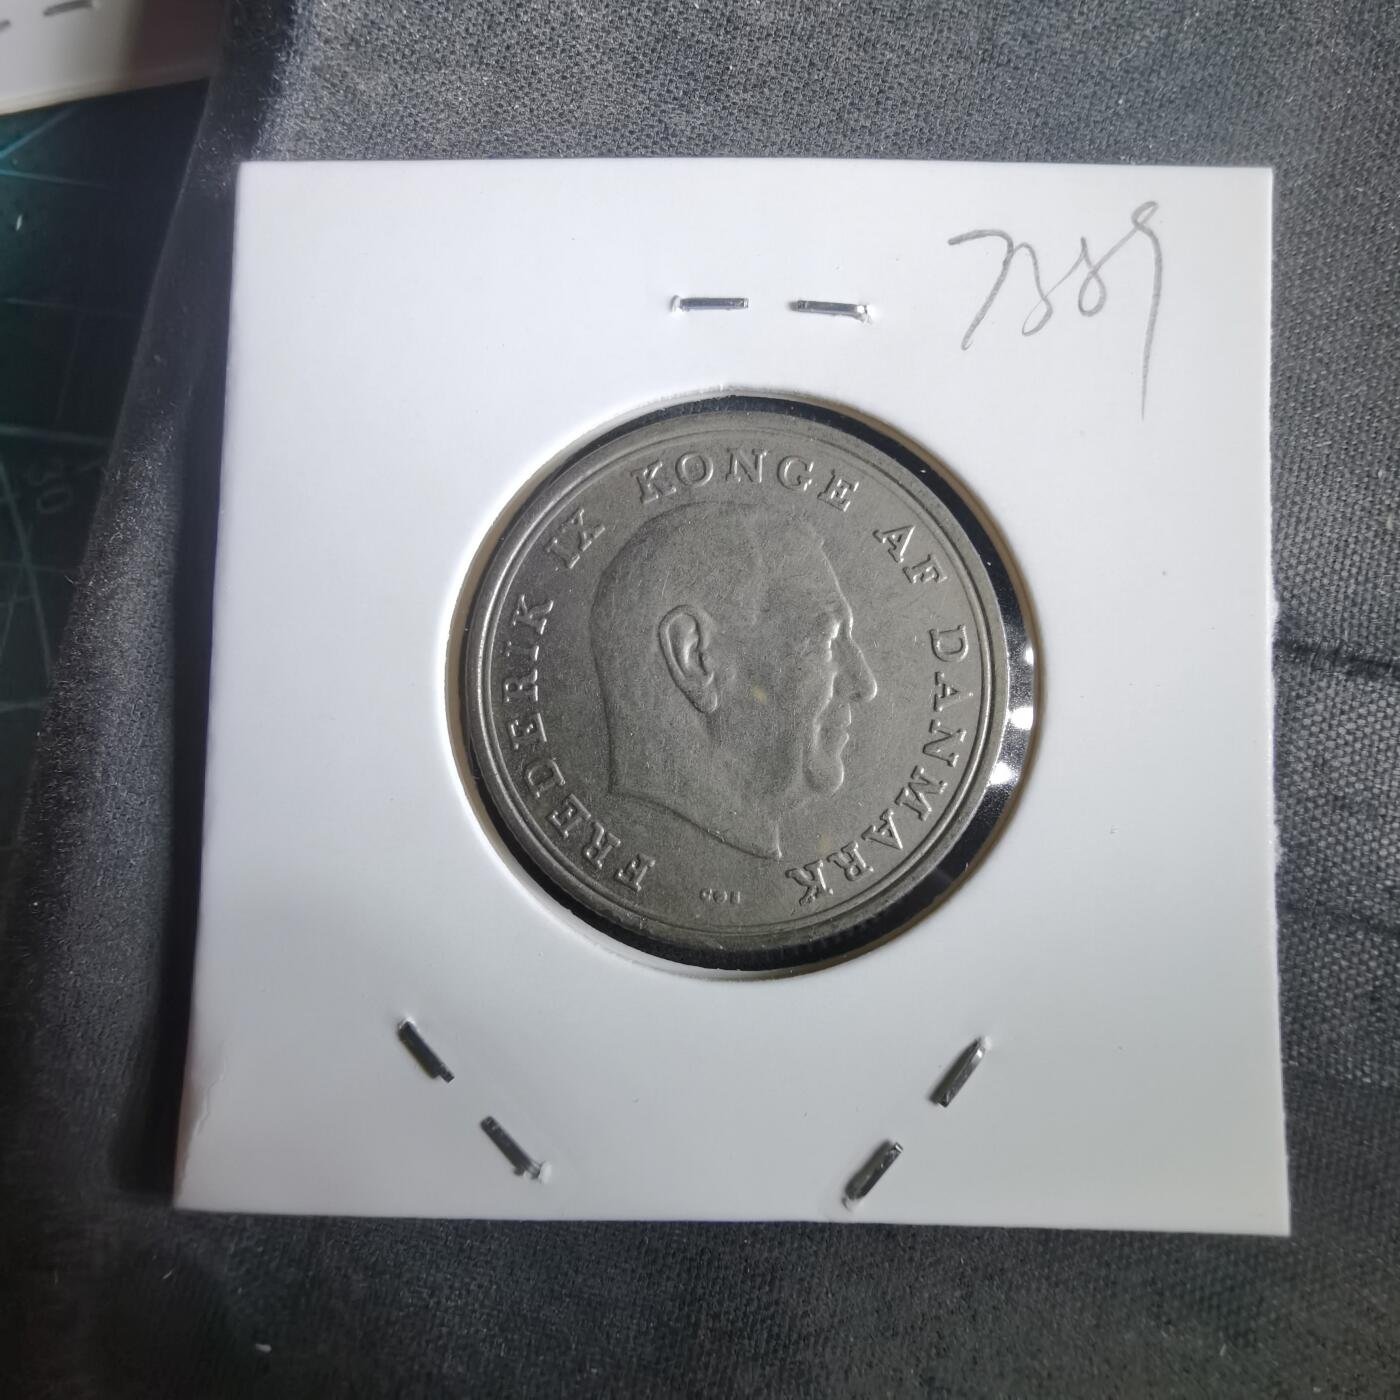 FREDERIK IX KONGE AF DANMARK